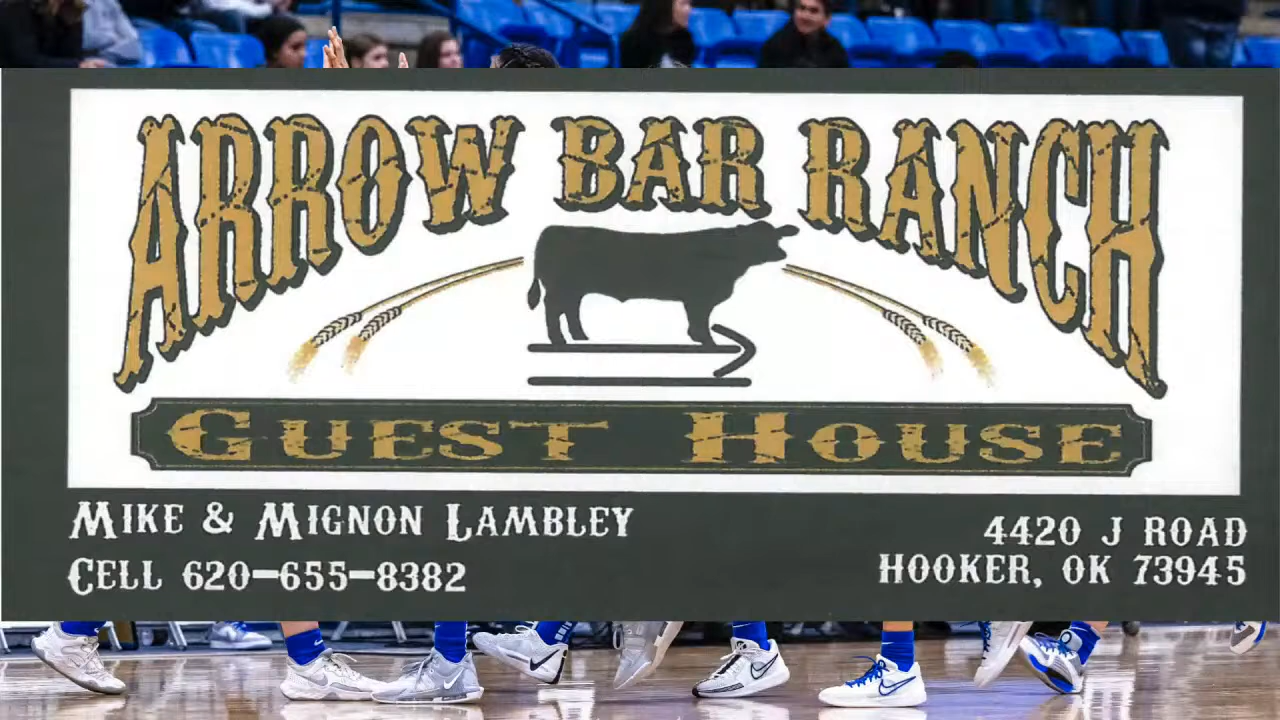 ARROW BAR RANCH
GUEST HOUSE
MIKE & MIGNON LAMBLEY
CELL 620-655-8382
4420 J ROAD
HOOKER, OK 73945